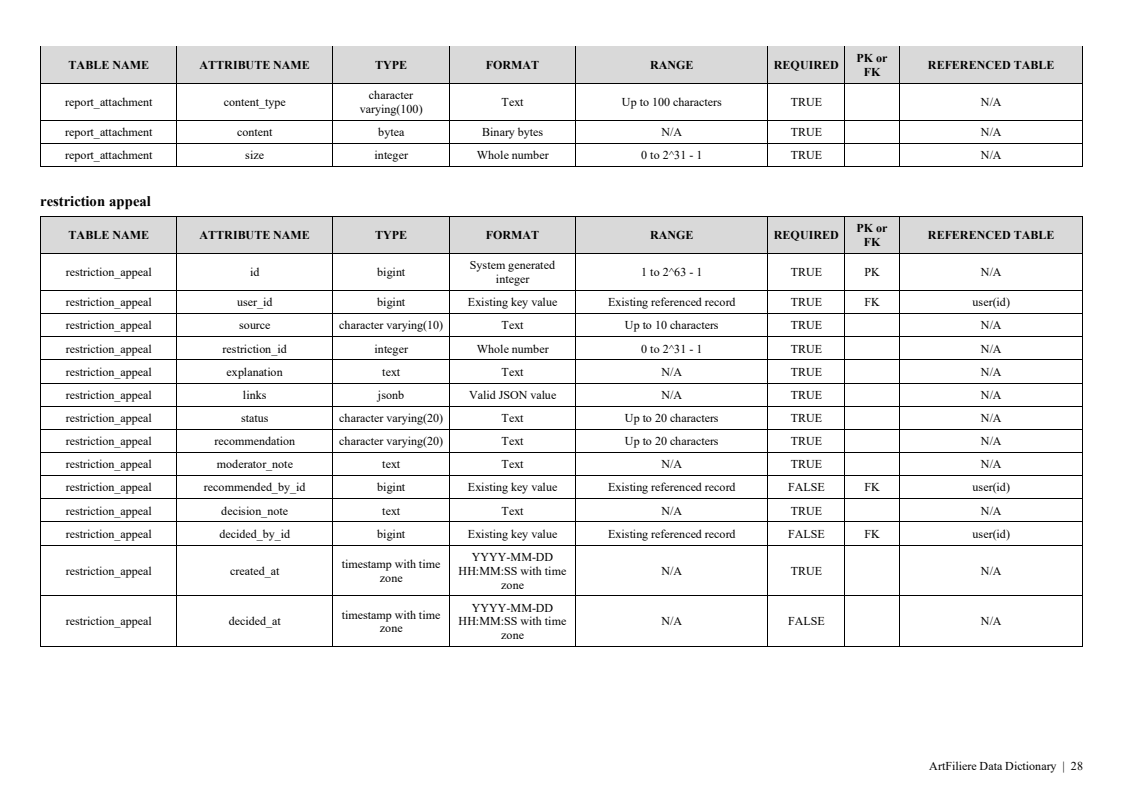 TABLE NAME ATTRIBUTE NAME TYPE FORMAT RANGE REQUIRED PK or FK REFERENCED TABLE
report_attachment content_type character varying(100) Text Up to 100 characters TRUE N/A
report_attachment content bytea Binary bytes N/A TRUE N/A
report_attachment size integer Whole number 0 to 2^31 - 1 TRUE N/A
restriction appeal
TABLE NAME ATTRIBUTE NAME TYPE FORMAT RANGE REQUIRED PK or FK REFERENCED TABLE
restriction_appeal id bigint System generated integer 1 to 2^63 - 1 TRUE PK N/A
restriction_appeal user_id bigint Existing key value Existing referenced record TRUE FK user(id)
restriction_appeal source character varying(10) Text Up to 10 characters TRUE N/A
restriction_appeal restriction_id integer Whole number 0 to 2^31 - 1 TRUE N/A
restriction_appeal explanation text Text N/A TRUE N/A
restriction_appeal links jsonb Valid JSON value N/A TRUE N/A
restriction_appeal status character varying(20) Text Up to 20 characters TRUE N/A
restriction_appeal recommendation character varying(20) Text Up to 20 characters TRUE N/A
restriction_appeal moderator_note text Text N/A TRUE N/A
restriction_appeal recommended_by_id bigint Existing key value Existing referenced record FALSE FK user(id)
restriction_appeal decision_note text Text N/A TRUE N/A
restriction_appeal decided_by_id bigint Existing key value Existing referenced record FALSE FK user(id)
restriction_appeal created_at timestamp with time zone YYYY-MM-DD HH:MM:SS with time zone N/A TRUE N/A
restriction_appeal decided_at timestamp with time zone YYYY-MM-DD HH:MM:SS with time zone N/A FALSE N/A
ArtFiliere Data Dictionary | 28